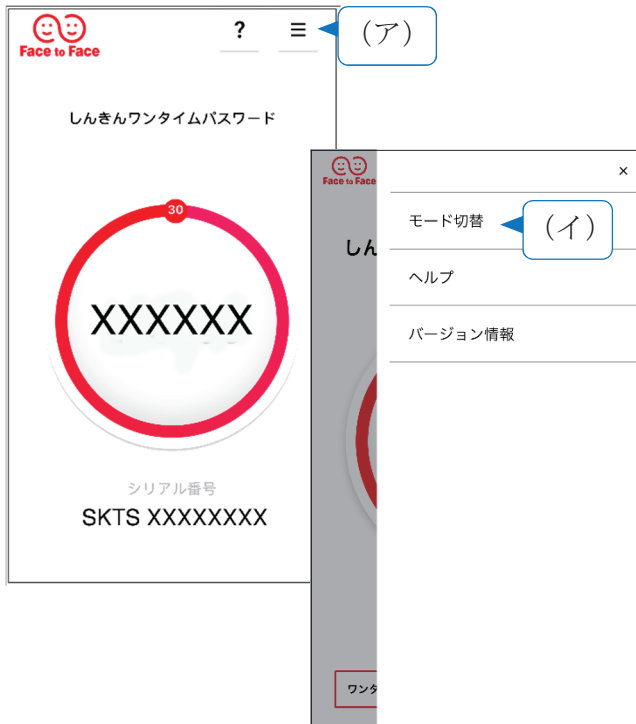 Face to Face
?
☰
(ア)
しんきんワンタイムパスワード
30
XXXXXX
シリアル番号
SKTS XXXXXXXX
Face to Face
×
モード切替
(イ)
しん
ヘルプ
バージョン情報
ワンタ